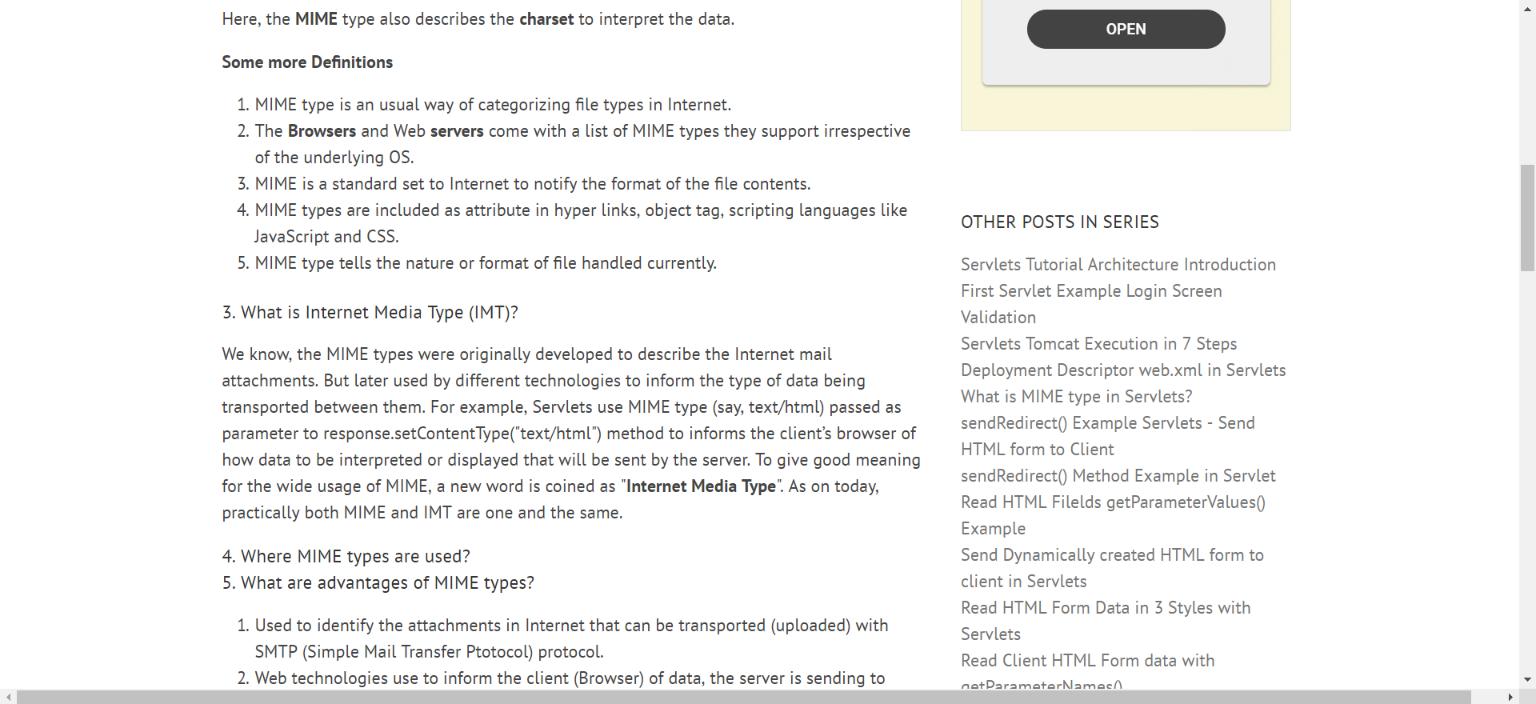 Here, the MIME type also describes the charset to interpret the data.
Some more Definitions
1. MIME type is an usual way of categorizing file types in Internet.
2. The Browsers and Web servers come with a list of MIME types they support irrespective
of the underlying OS.
3. MIME is a standard set to Internet to notify the format of the file contents.
4. MIME types are included as attribute in hyper links, object tag, scripting languages like
JavaScript and CSS.
5. MIME type tells the nature or format of file handled currently.
3. What is Internet Media Type (IMT)?
We know, the MIME types were originally developed to describe the Internet mail
attachments. But later used by different technologies to inform the type of data being
transported between them. For example, Servlets use MIME type (say, text/html) passed as
parameter to response.setContentType("text/html") method to informs the client’s browser of
how data to be interpreted or displayed that will be sent by the server. To give good meaning
for the wide usage of MIME, a new word is coined as "Internet Media Type". As on today,
practically both MIME and IMT are one and the same.
4. Where MIME types are used?
5. What are advantages of MIME types?
1. Used to identify the attachments in Internet that can be transported (uploaded) with
SMTP (Simple Mail Transfer Ptotocol) protocol.
2. Web technologies use to inform the client (Browser) of data, the server is sending to
OPEN
OTHER POSTS IN SERIES
Servlets Tutorial Architecture Introduction
First Servlet Example Login Screen
Validation
Servlets Tomcat Execution in 7 Steps
Deployment Descriptor web.xml in Servlets
What is MIME type in Servlets?
sendRedirect() Example Servlets - Send
HTML form to Client
sendRedirect() Method Example in Servlet
Read HTML Filelds getParameterValues()
Example
Send Dynamically created HTML form to
client in Servlets
Read HTML Form Data in 3 Styles with
Servlets
Read Client HTML Form data with
getParameterNames()